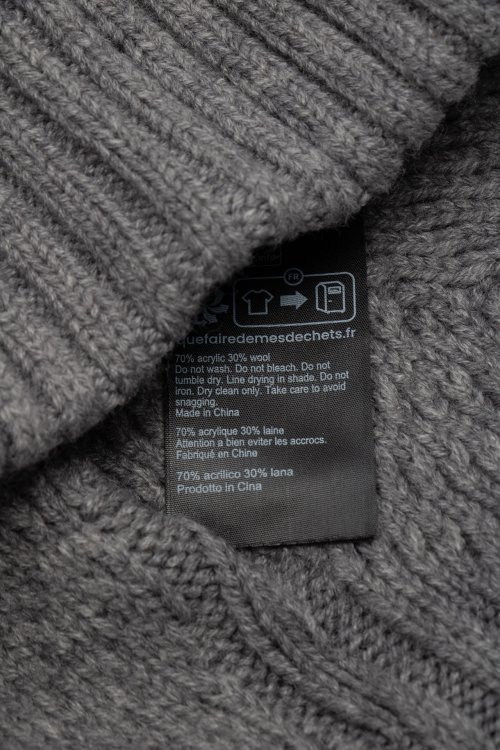 FR
quefairedemesdechets.fr
70% acrylic 30% wool
Do not wash. Do not bleach. Do not
tumble dry. Line drying in shade. Do not
iron. Dry clean only. Take care to avoid
snagging.
Made in China
70% acrylique 30% laine
Attention a bien eviter les accrocs.
Fabriqué en Chine
70% acrilico 30% lana
Prodotto in Cina